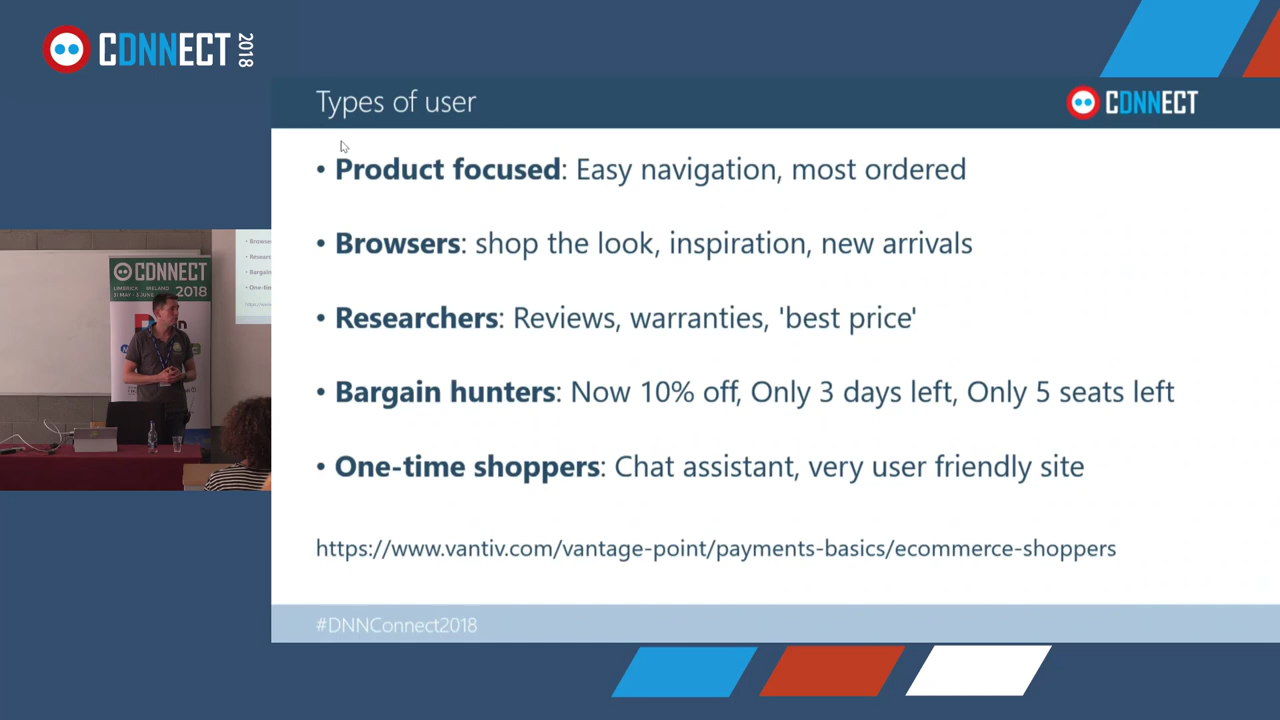 CDNNECT 2018
Types of user
CDNNECT
• Product focused: Easy navigation, most ordered
• Browsers: shop the look, inspiration, new arrivals
• Researchers: Reviews, warranties, 'best price'
• Bargain hunters: Now 10% off, Only 3 days left, Only 5 seats left
• One-time shoppers: Chat assistant, very user friendly site
https://www.vantiv.com/vantage-point/payments-basics/ecommerce-shoppers
#DNNConnect2018
CDNNECT
LIMERICK IRELAND
31 MAY - 3 JUNE 2018